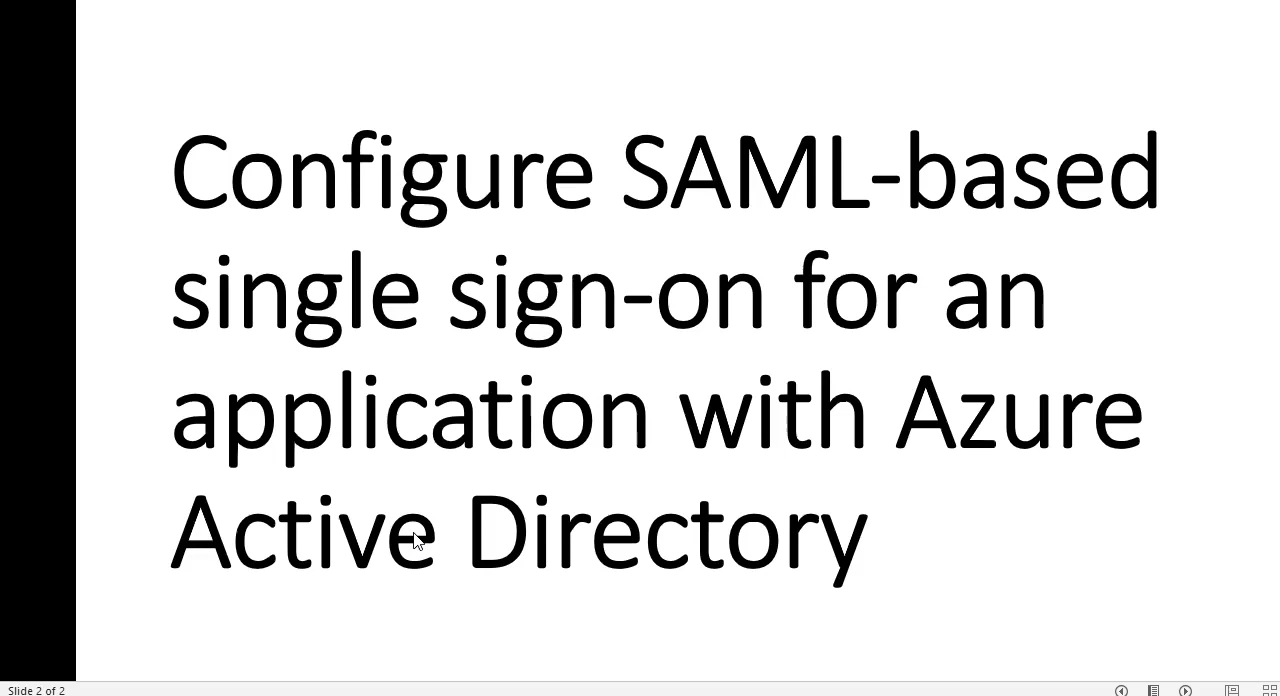 Configure SAML-based
single sign-on for an
application with Azure
Active Directory
Slide 2 of 2